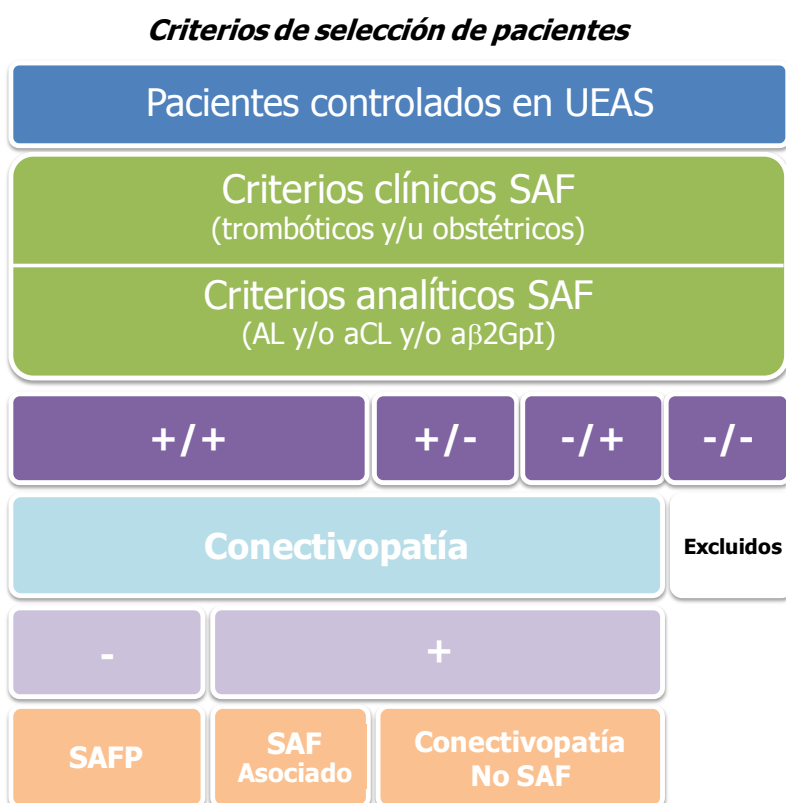 Criterios de selección de pacientes
Pacientes controlados en UEAS
Criterios clínicos SAF
(trombóticos y/u obstétricos)
Criterios analíticos SAF
(AL y/o aCL y/o aβ2GpI)
+/+ +/- -/+ -/-
Conectivopatía Excluidos
- +
SAFP
SAF
Asociado
Conectivopatía
No SAF